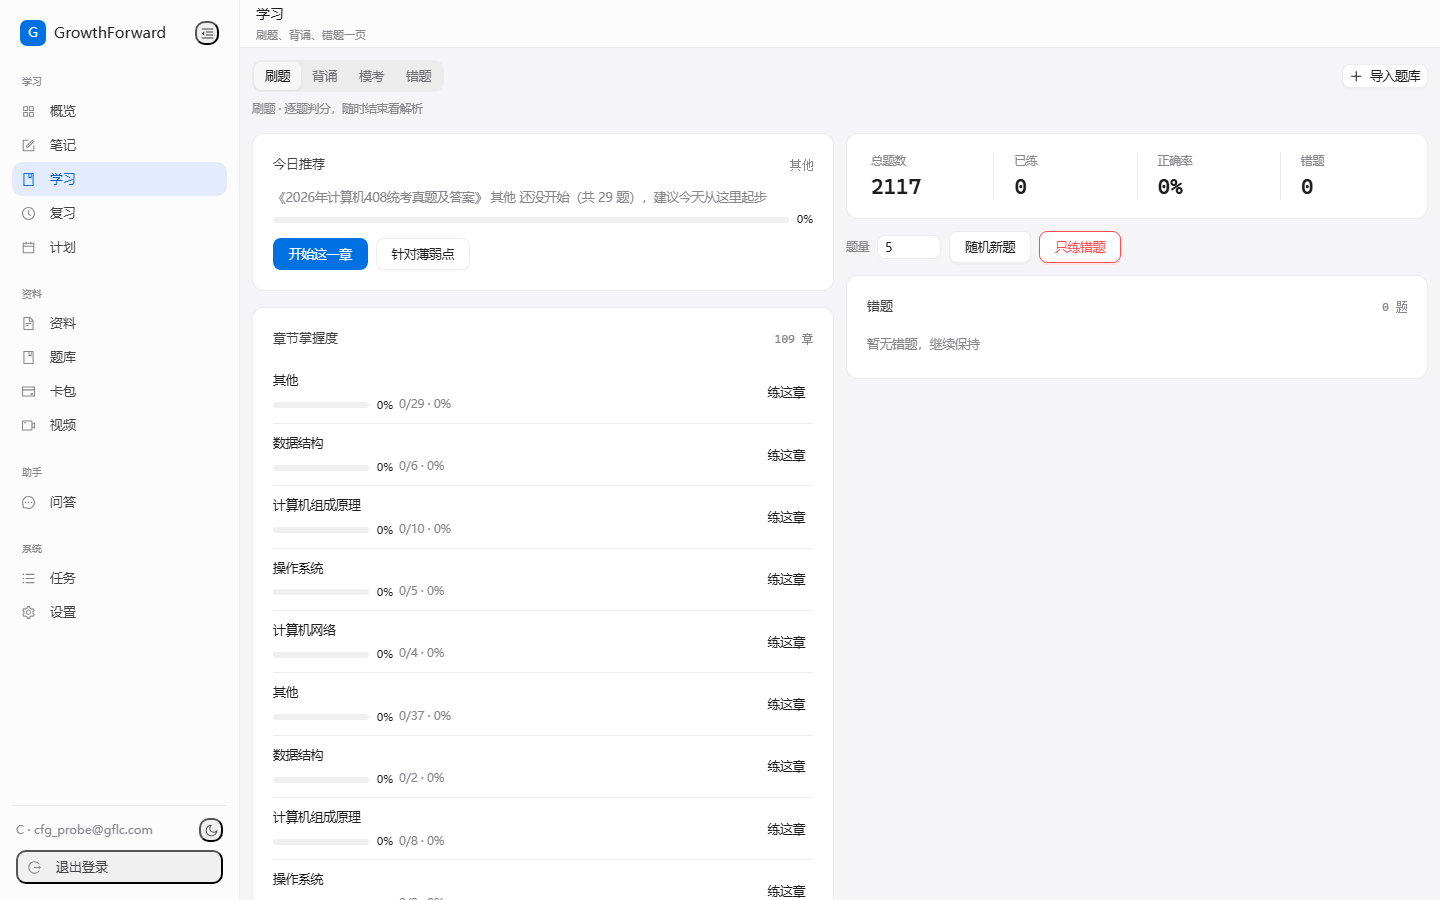 G GrowthForward
学习
概览
笔记
学习
复习
计划
资料
资料
题库
卡包
视频
助手
问答
系统
任务
设置
C · cfg_probe@gflc.com
退出登录
学习
刷题、背诵、错题一页
刷题 背诵 模考 错题
导入题库
刷题 · 逐题判分，随时结束看解析
今日推荐 其他
《2026年计算机408统考真题及答案》 其他 还没开始（共 29 题），建议今天从这里起步
0%
开始这一章 针对薄弱点
章节掌握度 109 章
其他
0% 0/29 · 0% 练这章
数据结构
0% 0/6 · 0% 练这章
计算机组成原理
0% 0/10 · 0% 练这章
操作系统
0% 0/5 · 0% 练这章
计算机网络
0% 0/4 · 0% 练这章
其他
0% 0/37 · 0% 练这章
数据结构
0% 0/2 · 0% 练这章
计算机组成原理
0% 0/8 · 0% 练这章
操作系统
练这章
总题数 已练 正确率 错题
2117 0 0% 0
题量 5 随机新题 只练错题
错题 0 题
暂无错题，继续保持